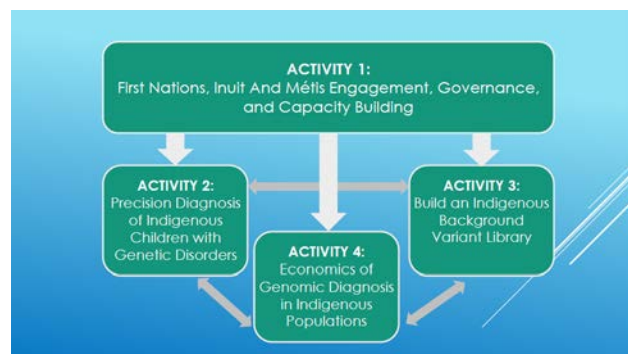 ACTIVITY 1:
First Nations, Inuit And Métis Engagement, Governance,
and Capacity Building
ACTIVITY 2:
Precision Diagnosis
of Indigenous
Children with
Genetic Disorders
ACTIVITY 3:
Build an Indigenous
Background
Variant Library
ACTIVITY 4:
Economics of
Genomic Diagnosis
in Indigenous
Populations